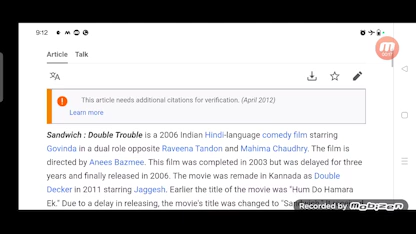 9:12
Article Talk
This article needs additional citations for verification. (April 2012)
Learn more
Sandwich : Double Trouble is a 2006 Indian Hindi-language comedy film starring
Govinda in a dual role opposite Raveena Tandon and Mahima Chaudhry. The film is
directed by Anees Bazmee. This film was completed in 2003 but was delayed for three
years and finally released in 2006. The movie was remade in Kannada as Double
Decker in 2011 starring Jaggesh. Earlier the title of the movie was "Hum Do Hamara
Ek." Due to a delay in releasing, the movie's title was changed to
Recorded by Mobizen